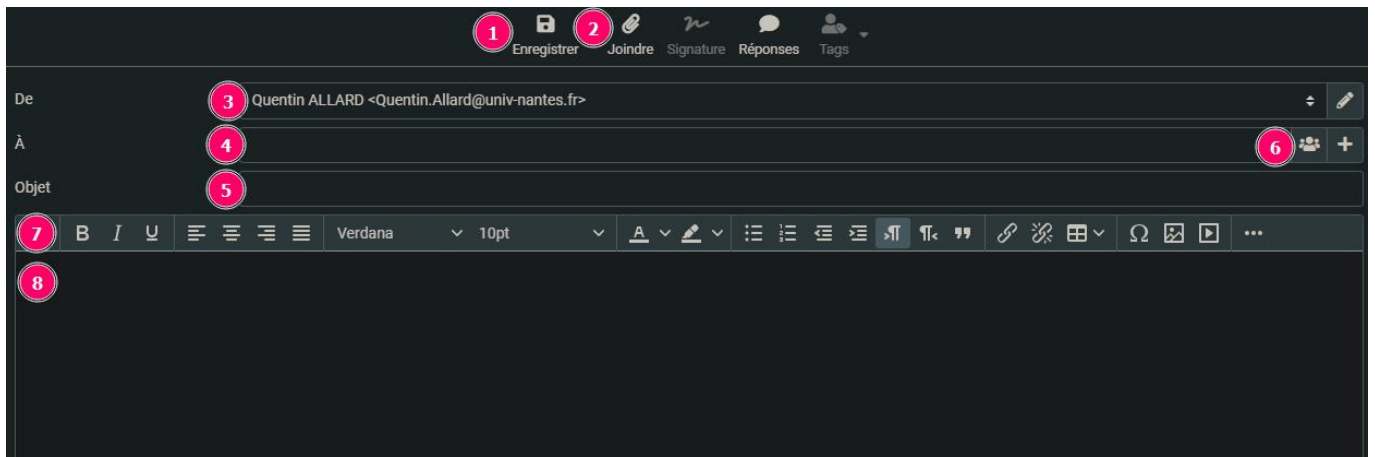 1 Enregistrer 2 Joindre Signature Réponses Tags
De 3 Quentin ALLARD <Quentin.Allard@univ-nantes.fr>
À 4 6
Objet 5
7 B I U Verdana 10pt A Ω
8